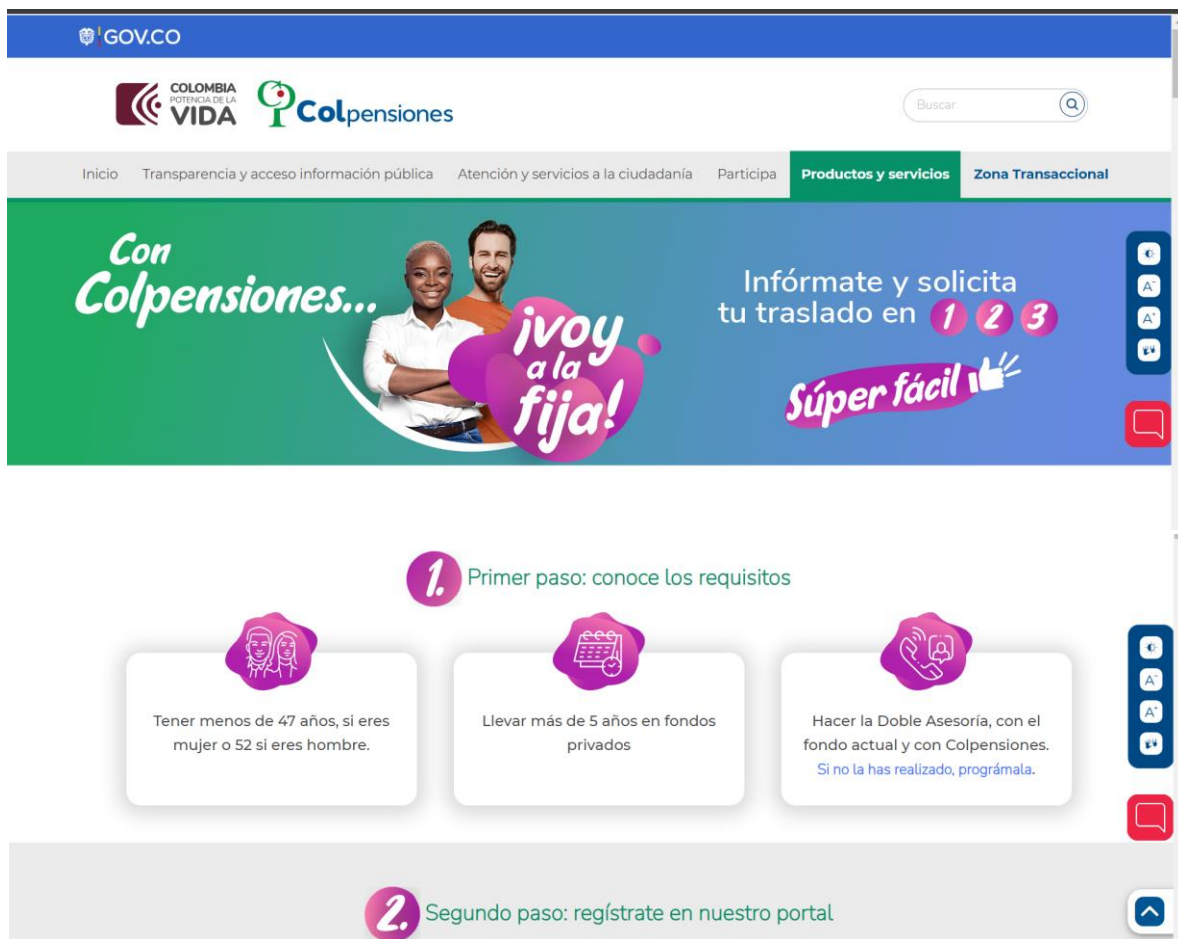 GOV.CO
COLOMBIA
POTENCIA DE LA
VIDA
Colpensiones
Buscar
Inicio Transparencia y acceso información pública Atención y servicios a la ciudadanía Participa Productos y servicios Zona Transaccional
Con
Colpensiones...
¡voy
a la
fija!
Infórmate y solicita
tu traslado en 1 2 3
Súper fácil
A-
A+
1. Primer paso: conoce los requisitos
Tener menos de 47 años, si eres
mujer o 52 si eres hombre.
Llevar más de 5 años en fondos
privados
Hacer la Doble Asesoría, con el
fondo actual y con Colpensiones.
Si no la has realizado, prográmala.
A-
A+
2. Segundo paso: regístrate en nuestro portal